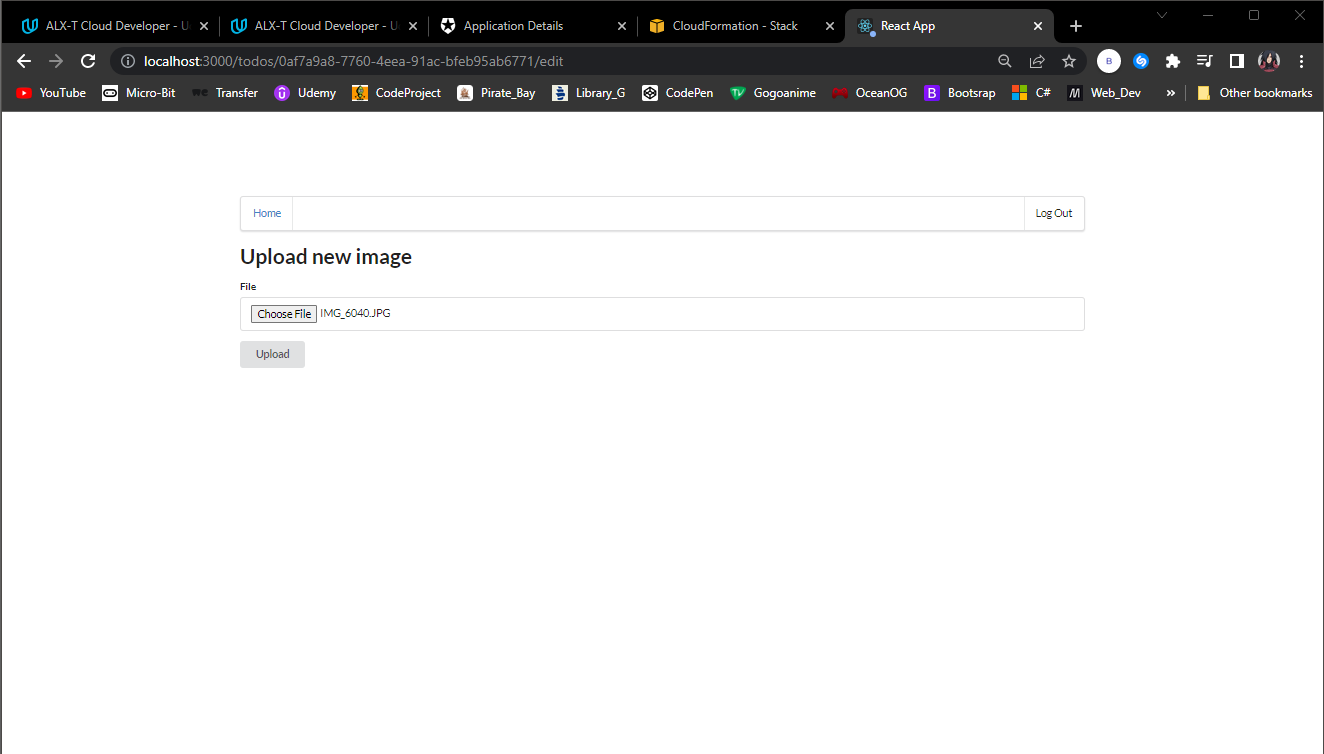 ALX-T Cloud Developer - U
ALX-T Cloud Developer - U
Application Details
CloudFormation - Stack
React App
localhost:3000/todos/0af7a9a8-7760-4eea-91ac-bfeb95ab6771/edit
B
YouTube
Micro-Bit
we Transfer
Udemy
CodeProject
Pirate_Bay
Library_G
CodePen
TV Gogoanime
OceanOG
B Bootsrap
C#
M Web_Dev
»
Other bookmarks
Home
Log Out
Upload new image
File
Choose File IMG_6040.JPG
Upload